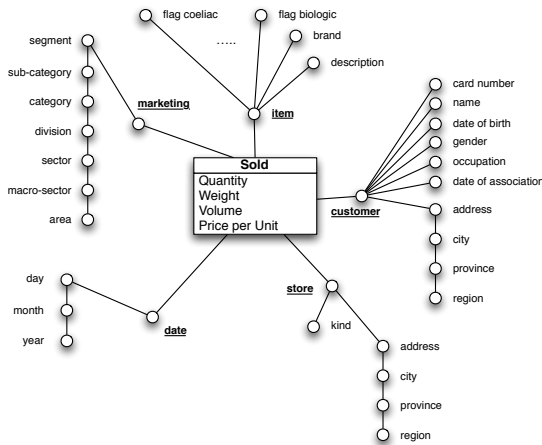 flag coeliac
flag biologic
.....
brand
description
segment
sub-category
category
division
sector
macro-sector
area
marketing
item
Sold
Quantity
Weight
Volume
Price per Unit
customer
card number
name
date of birth
gender
occupation
date of association
address
city
province
region
day
month
year
date
store
kind
address
city
province
region